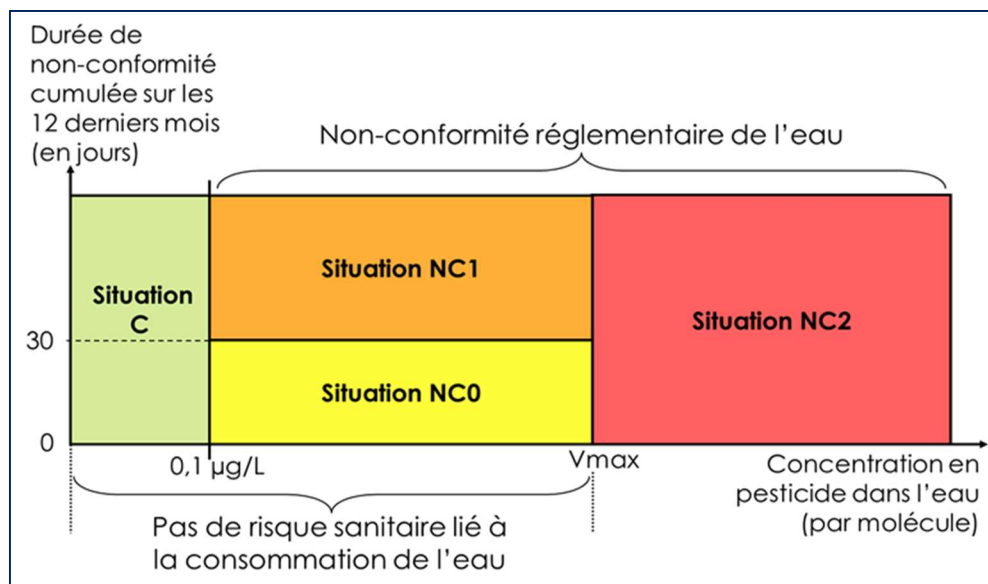 Durée de
non-conformité
cumulée sur les
12 derniers mois
(en jours)
Non-conformité réglementaire de l'eau
Situation
C
Situation NC1
Situation NC2
30
Situation NC0
0
0,1 µg/L
Vmax
Concentration en
pesticide dans l'eau
(par molécule)
Pas de risque sanitaire lié à
la consommation de l'eau